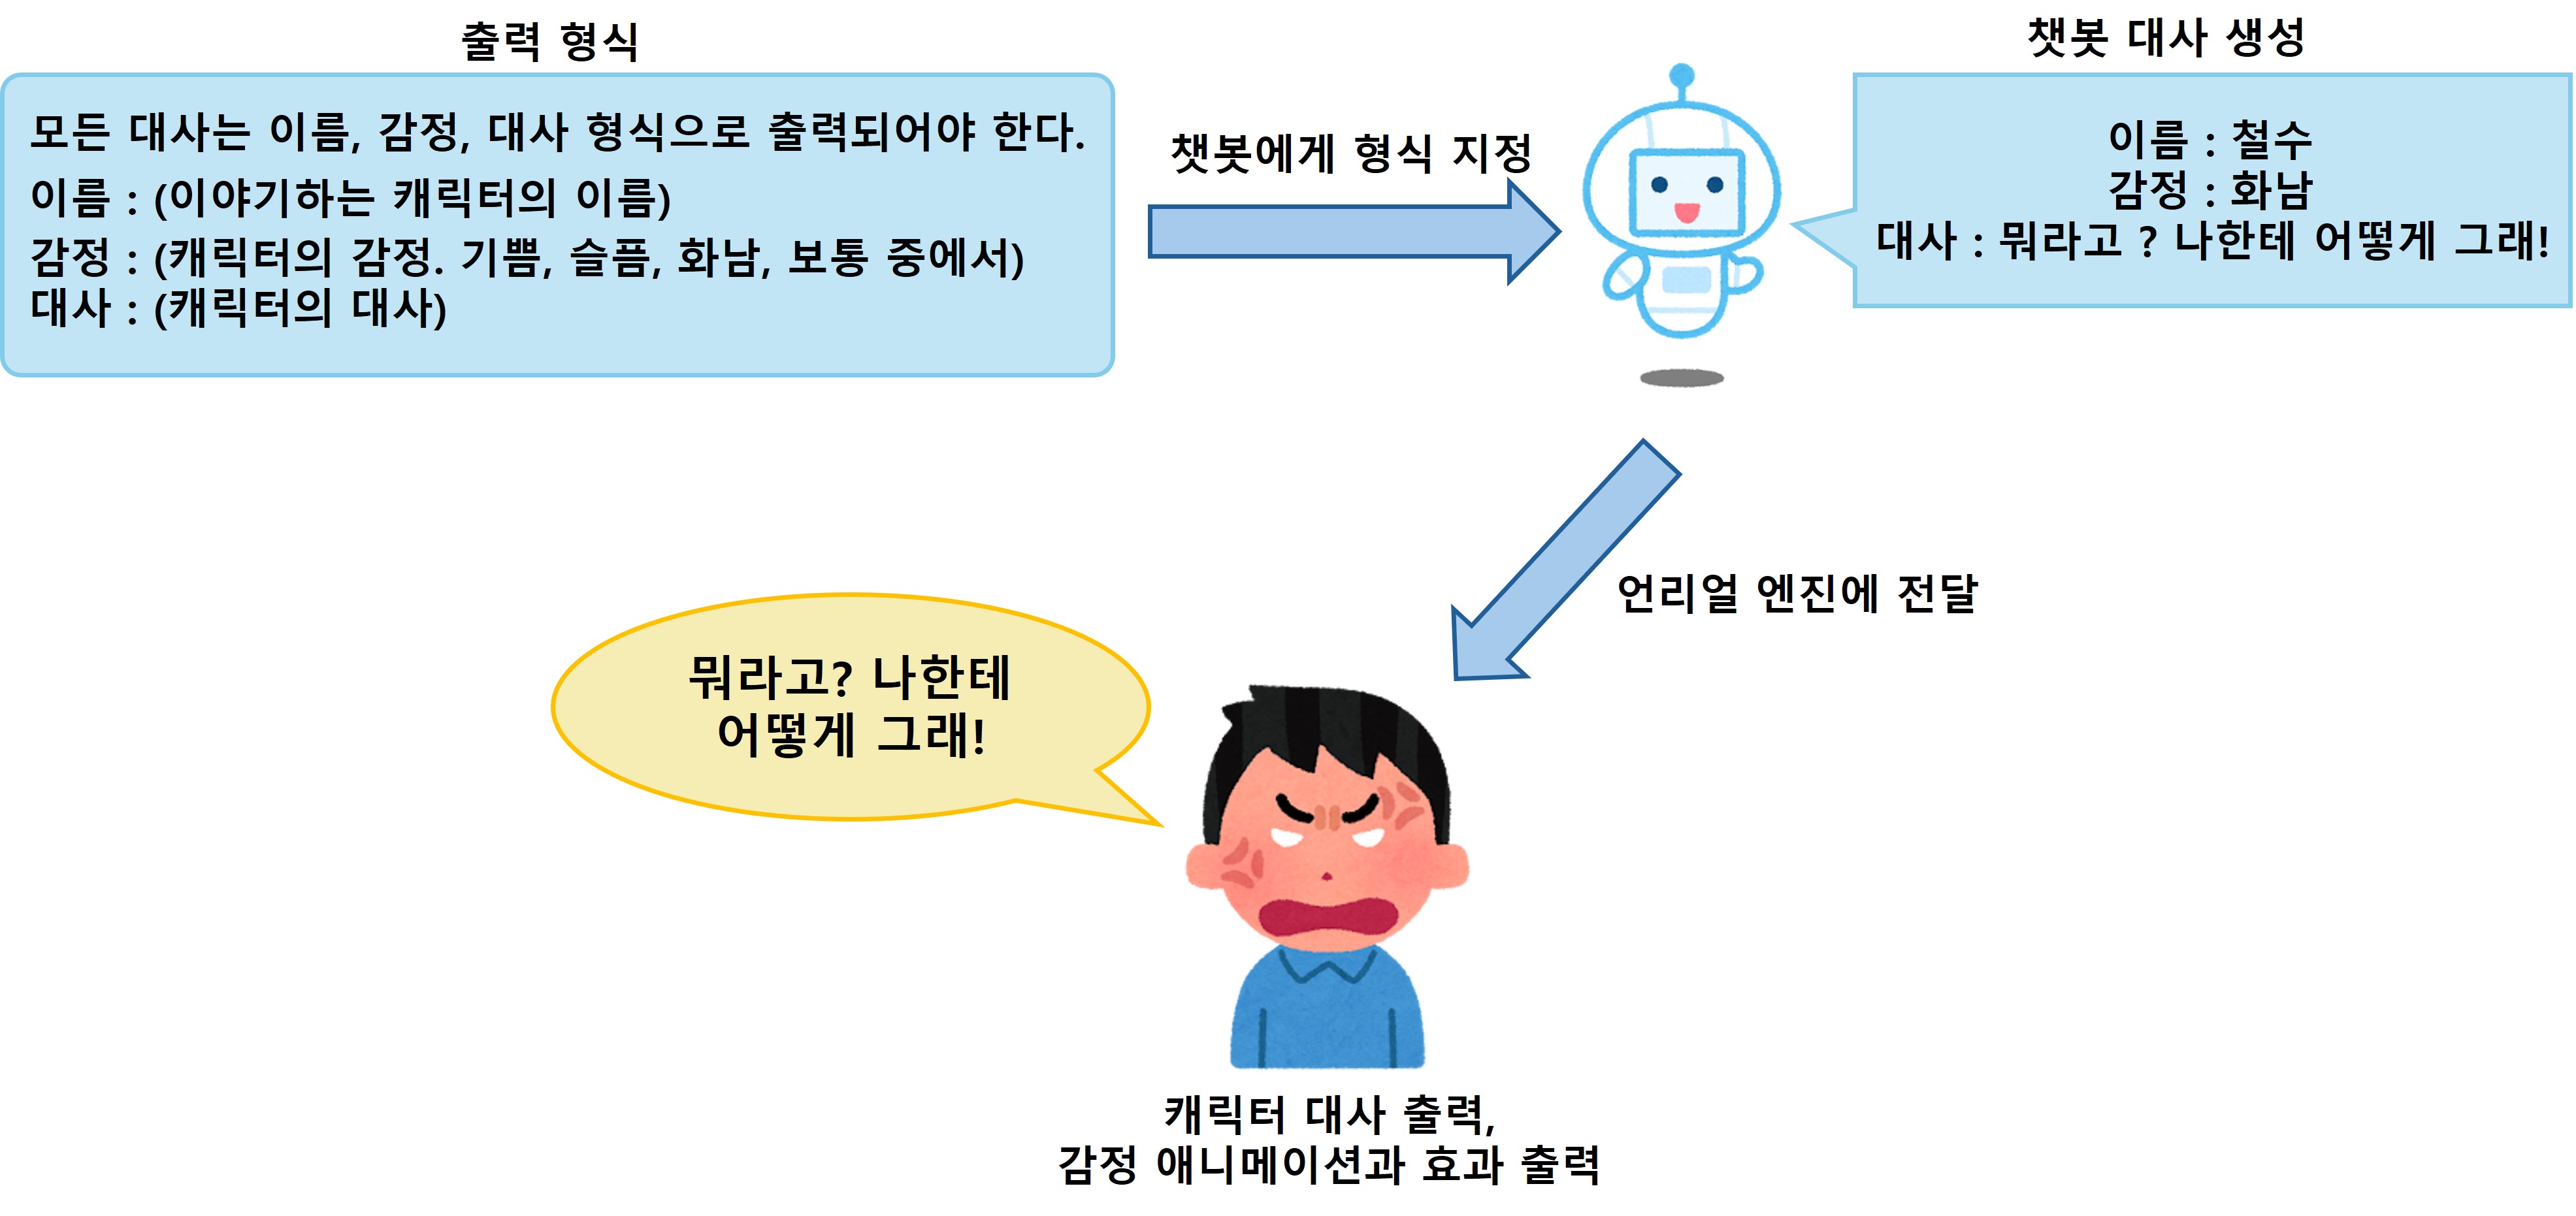 출력 형식
모든 대사는 이름, 감정, 대사 형식으로 출력되어야 한다.
이름 : (이야기하는 캐릭터의 이름)
감정 : (캐릭터의 감정. 기쁨, 슬픔, 화남, 보통 중에서)
대사 : (캐릭터의 대사)
챗봇에게 형식 지정
챗봇 대사 생성
이름 : 철수
감정 : 화남
대사 : 뭐라고 ? 나한테 어떻게 그래!
언리얼 엔진에 전달
뭐라고? 나한테
어떻게 그래!
캐릭터 대사 출력,
감정 애니메이션과 효과 출력